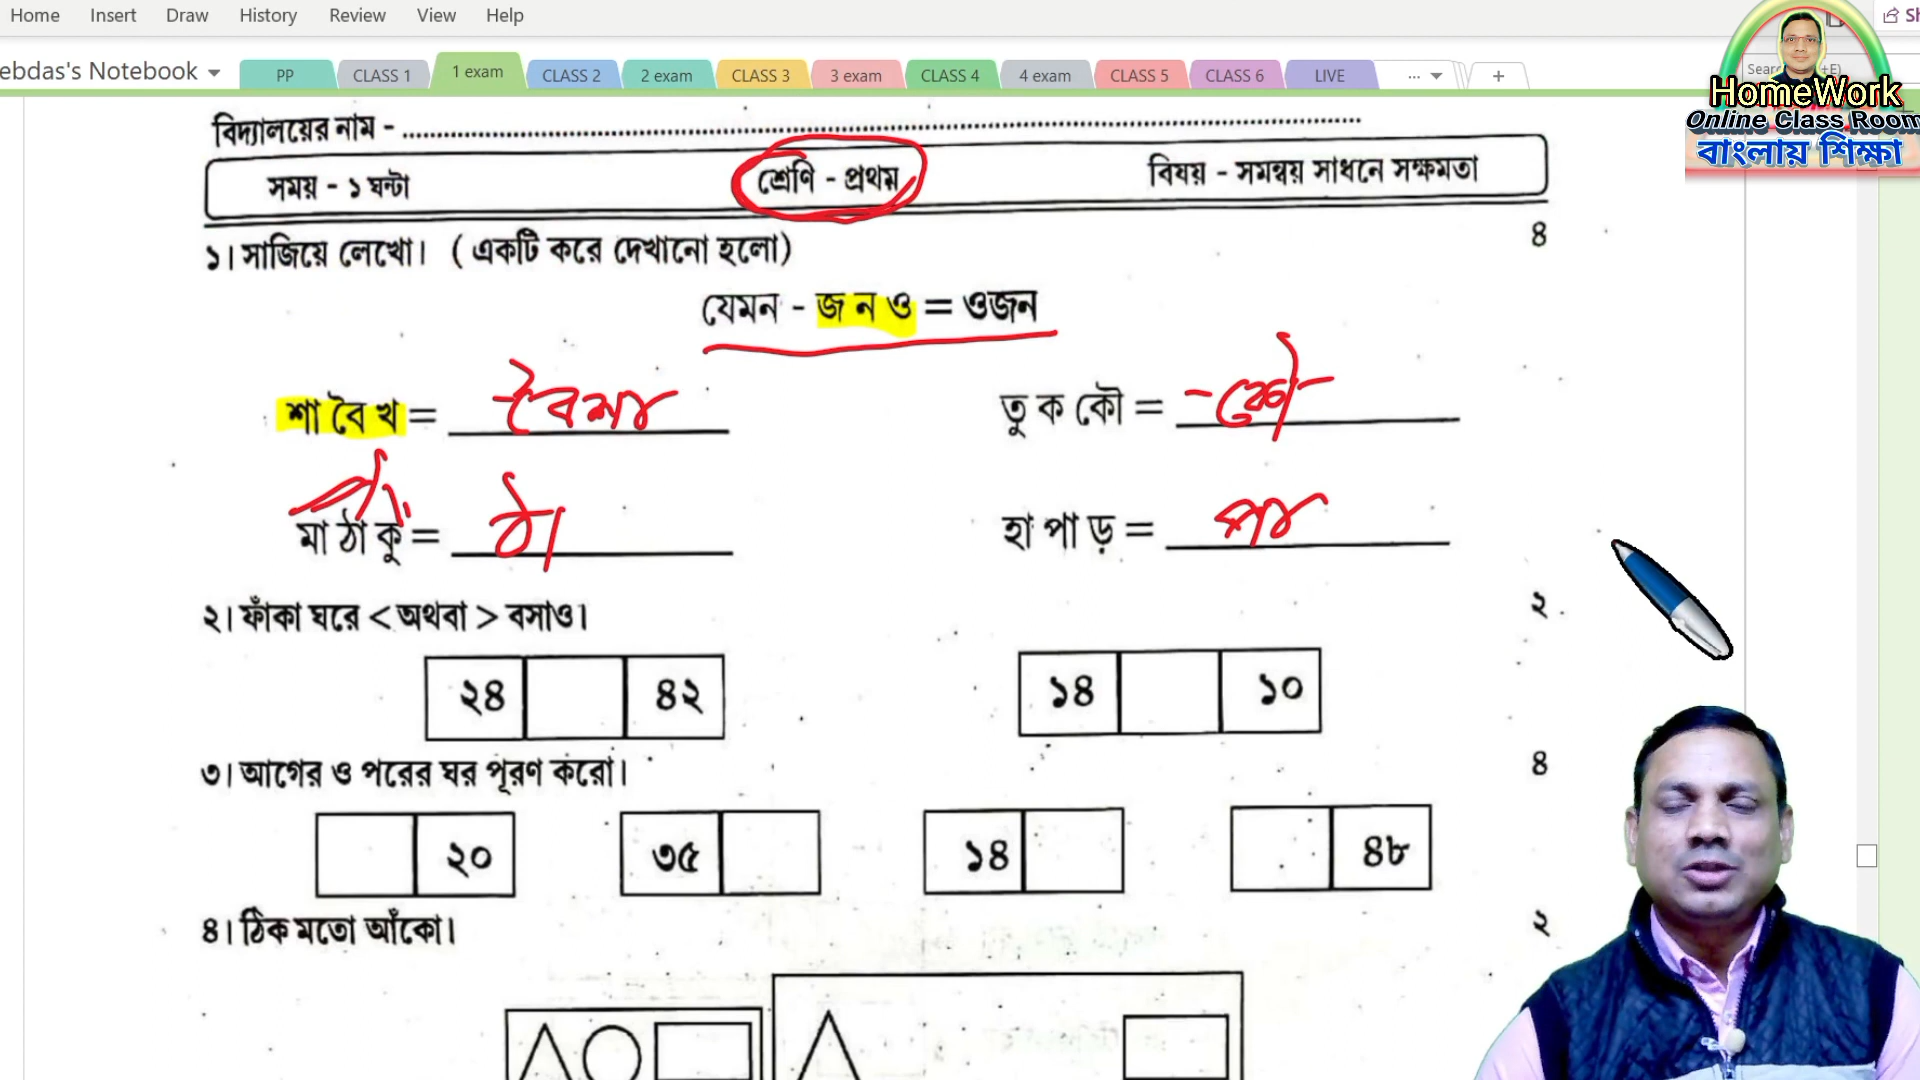 Home Insert Draw History Review View Help
ebdas's Notebook PP CLASS 1 1 exam CLASS 2 2 exam CLASS 3 3 exam CLASS 4 4 exam CLASS 5 CLASS 6 LIVE ... +
HomeWork
Online Class Room
বাংলায় শিক্ষা
বিদ্যালয়ের নাম -
সময় - ১ ঘন্টা শ্রেণি - প্রথম বিষয় - সমন্বয় সাধনে সক্ষমতা
১। সাজিয়ে লেখো। ( একটি করে দেখানো হলো) 8
যেমন - জ ন ও = ওজন
শা বৈ খ = তু ক কৌ =
মা ঠা কু = ঠা হা পা ড় =
২। ফাঁকা ঘরে < অথবা > বসাও। ২
২৪ ৪২ ১৪ ১০
৩। আগের ও পরের ঘর পূরণ করো। ৪
২০ ৩৫ ১৪ ৪৮
৪। ঠিক মতো আঁকো। ২